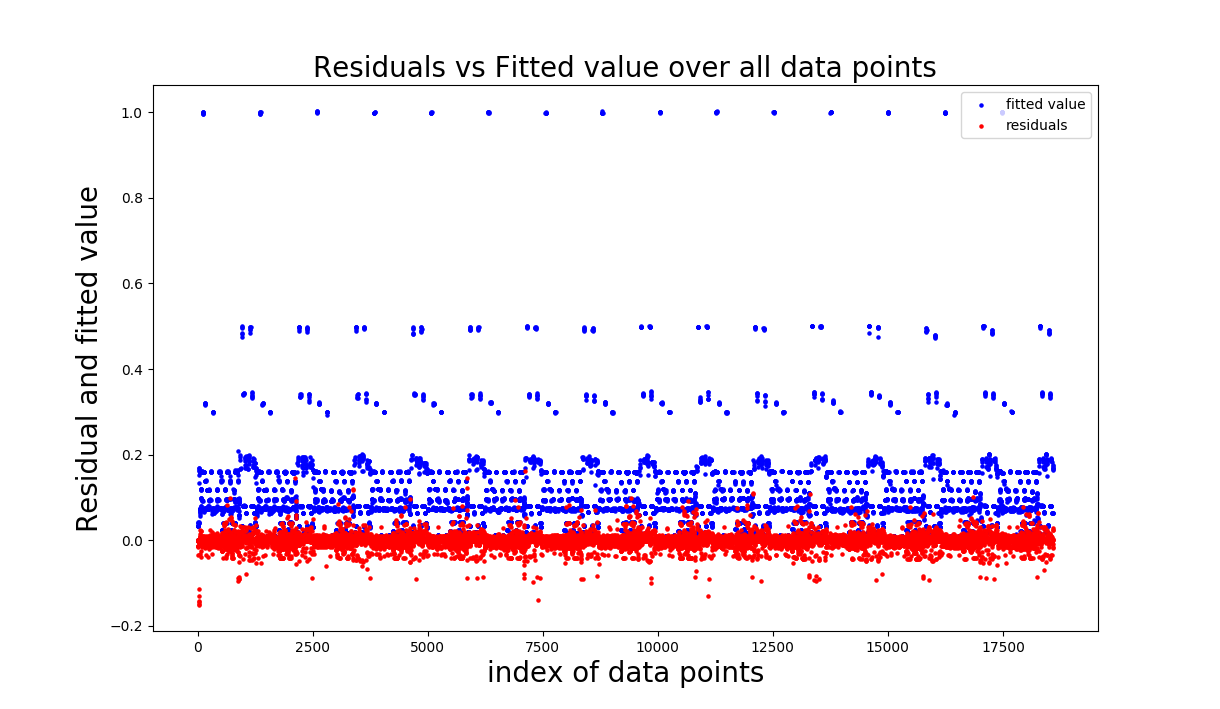 Residuals vs Fitted value over all data points
fitted value
residuals
Residual and fitted value
1.0
0.8
0.6
0.4
0.2
0.0
−0.2
0 2500 5000 7500 10000 12500 15000 17500
index of data points